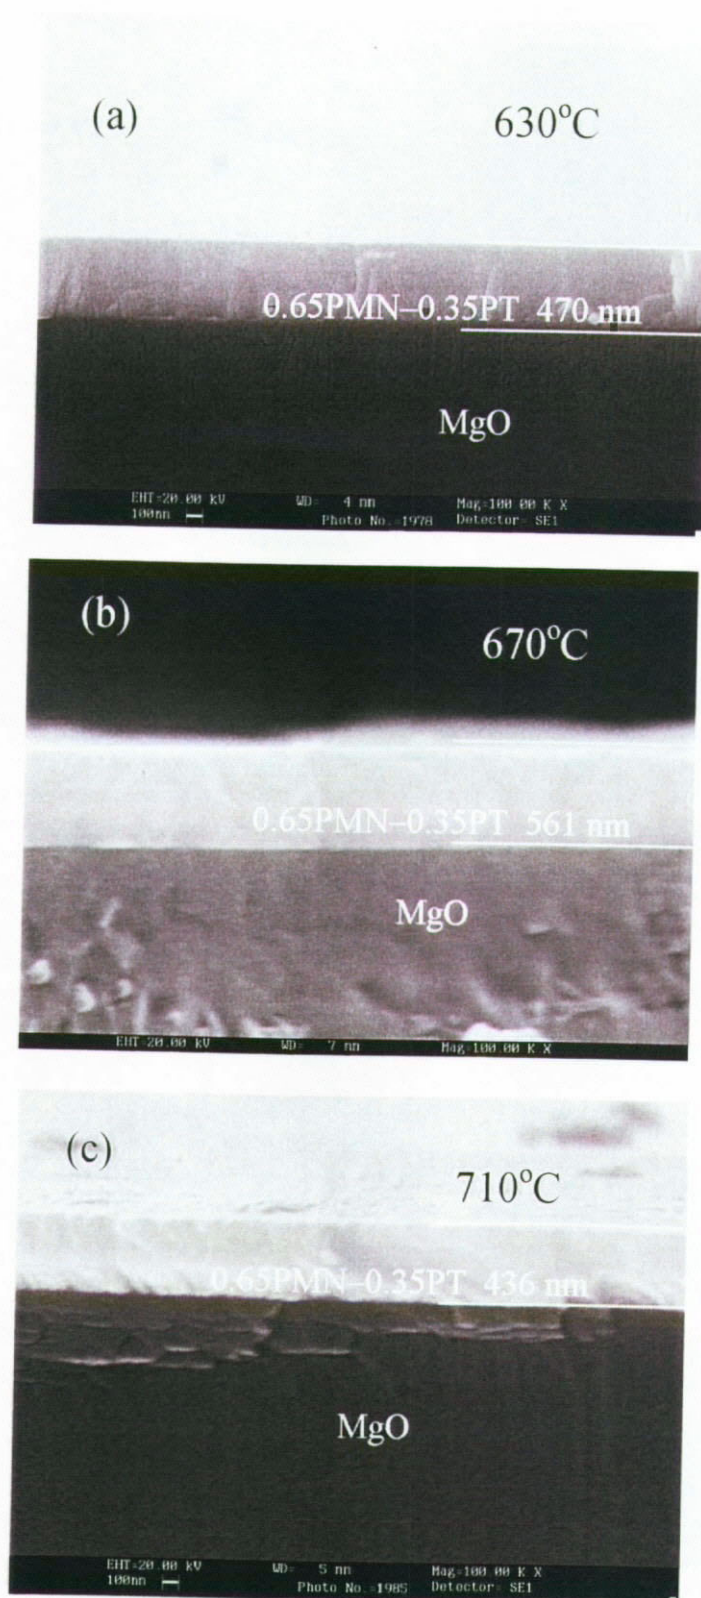 (a)
630°C
0.65PMN–0.35PT 470 nm
MgO
EHT=20.00 kV WD= 4 nm Mag=100.00 K X
100nm Photo No.=1978 Detector= SE1
(b)
670°C
0.65PMN–0.35PT 561 nm
MgO
EHT=20.00 kV WD= 7 nm Mag=100.00 K X
(c)
710°C
0.65PMN–0.35PT 436 nm
MgO
EHT=20.00 kV WD= 5 nm Mag=100.00 K X
100nm Photo No.=1985 Detector= SE1